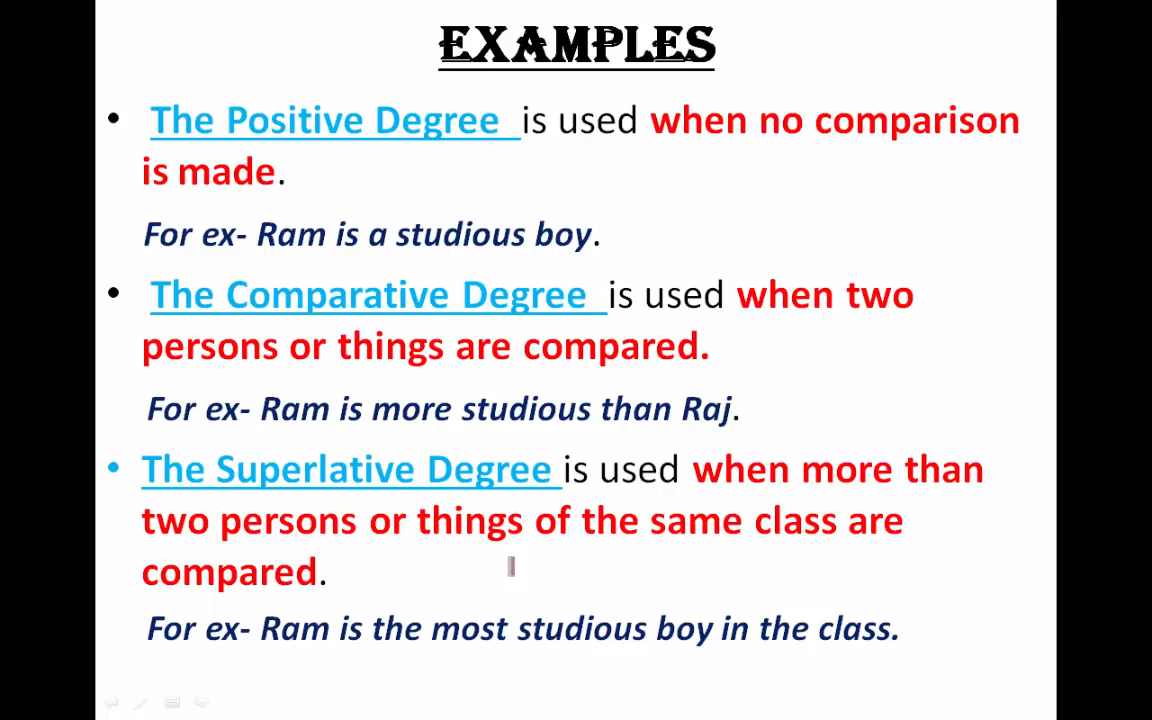 EXAMPLES
• The Positive Degree is used when no comparison
is made.
For ex- Ram is a studious boy.
• The Comparative Degree is used when two
persons or things are compared.
For ex- Ram is more studious than Raj.
• The Superlative Degree is used when more than
two persons or things of the same class are
compared.
For ex- Ram is the most studious boy in the class.